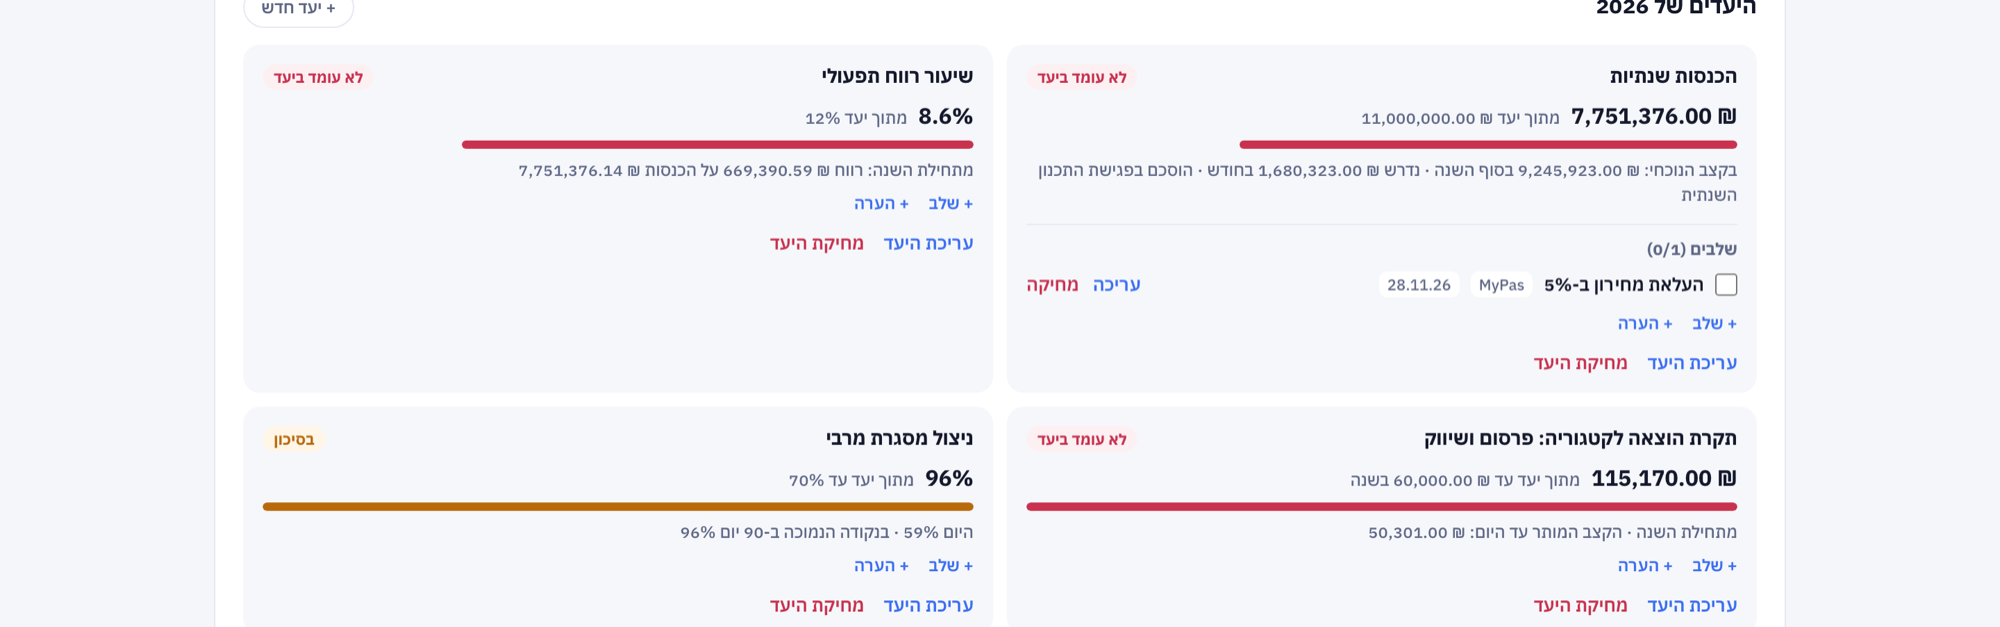 היעדים של 2026
+ יעד חדש
הכנסות שנתיות
לא עומד ביעד
₪ 7,751,376.00 מתוך יעד ₪ 11,000,000.00
בקצב הנוכחי: ₪ 9,245,923.00 בסוף השנה · נדרש ₪ 1,680,323.00 בחודש · הוסכם בפגישת התכנון
השנתית
שלבים (0/1)
העלאת מחירון ב-5%
MyPas
28.11.26
עריכה
מחיקה
+ שלב
+ הערה
עריכת היעד
מחיקת היעד
שיעור רווח תפעולי
לא עומד ביעד
8.6% מתוך יעד 12%
מתחילת השנה: רווח ₪ 669,390.59 על הכנסות ₪ 7,751,376.14
+ שלב
+ הערה
עריכת היעד
מחיקת היעד
תקרת הוצאה לקטגוריה: פרסום ושיווק
לא עומד ביעד
₪ 115,170.00 מתוך יעד עד ₪ 60,000.00 בשנה
מתחילת השנה · הקצב המותר עד היום: ₪ 50,301.00
+ שלב
+ הערה
עריכת היעד
מחיקת היעד
ניצול מסגרת מרבי
בסיכון
96% מתוך יעד עד 70%
היום 59% · בנקודה הנמוכה ב-90 יום 96%
+ שלב
+ הערה
עריכת היעד
מחיקת היעד